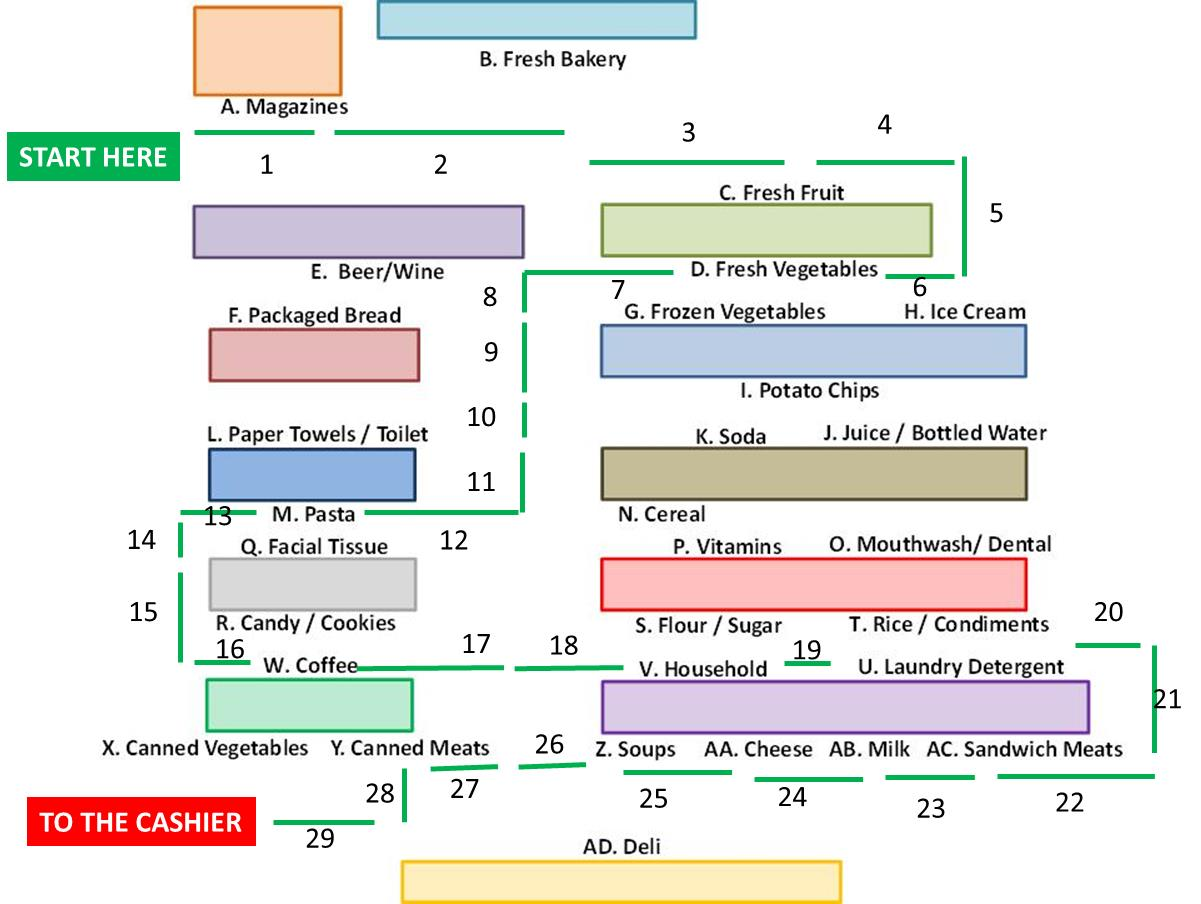 B. Fresh Bakery
A. Magazines
START HERE
1
2
3
4
C. Fresh Fruit
5
E. Beer/Wine
D. Fresh Vegetables
6
7
8
F. Packaged Bread
G. Frozen Vegetables
H. Ice Cream
9
I. Potato Chips
10
L. Paper Towels / Toilet
K. Soda
J. Juice / Bottled Water
11
13
M. Pasta
N. Cereal
14
12
Q. Facial Tissue
P. Vitamins
O. Mouthwash/ Dental
15
R. Candy / Cookies
S. Flour / Sugar
T. Rice / Condiments
20
16
17
18
19
W. Coffee
V. Household
U. Laundry Detergent
21
X. Canned Vegetables
Y. Canned Meats
26
Z. Soups
AA. Cheese
AB. Milk
AC. Sandwich Meats
28
27
25
24
23
22
TO THE CASHIER
29
AD. Deli